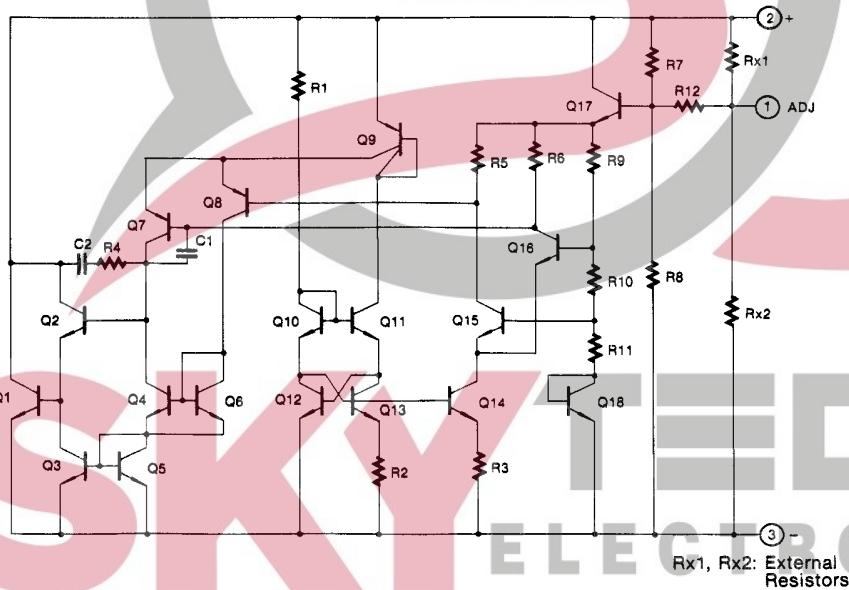 2 +
R1
R7
Rx1
Q17
R12
1 ADJ
Q9
R5
R6
R9
Q8
Q7
C1
Q16
C2
R4
R10
R8
Q2
Q10
Q11
Q15
Rx2
R11
Q1
Q4
Q6
Q12
Q13
Q14
Q18
Q3
Q5
R2
R3
SKY
3 -
ELECTRO
Rx1, Rx2: External
Resistors